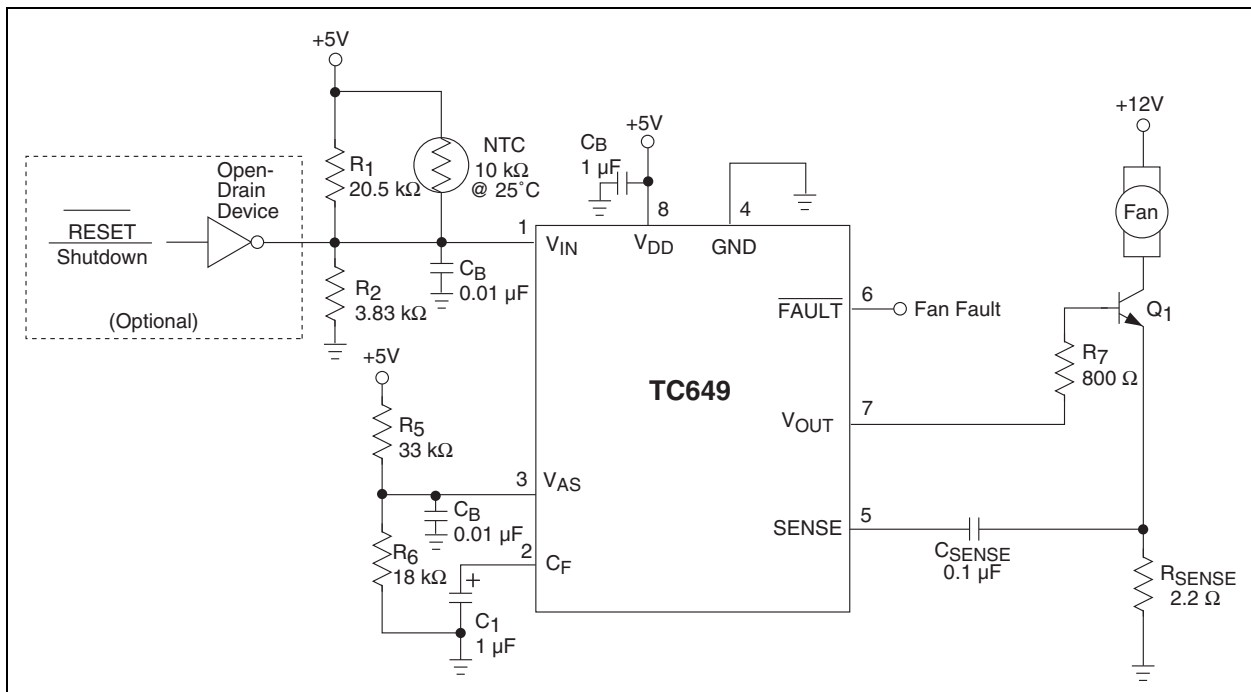 +5V
R1
20.5 kΩ
NTC
10 kΩ
@ 25˚C
Open-
Drain
Device
RESET
Shutdown
(Optional)
R2
3.83 kΩ
CB
0.01 µF
+5V
CB
1 µF
8
4
1
VIN
VDD
GND
+12V
Fan
Q1
6
FAULT
Fan Fault
R7
800 Ω
TC649
7
VOUT
+5V
R5
33 kΩ
3
VAS
CB
0.01 µF
R6
18 kΩ
2
CF
+
C1
1 µF
SENSE
5
CSENSE
0.1 µF
RSENSE
2.2 Ω